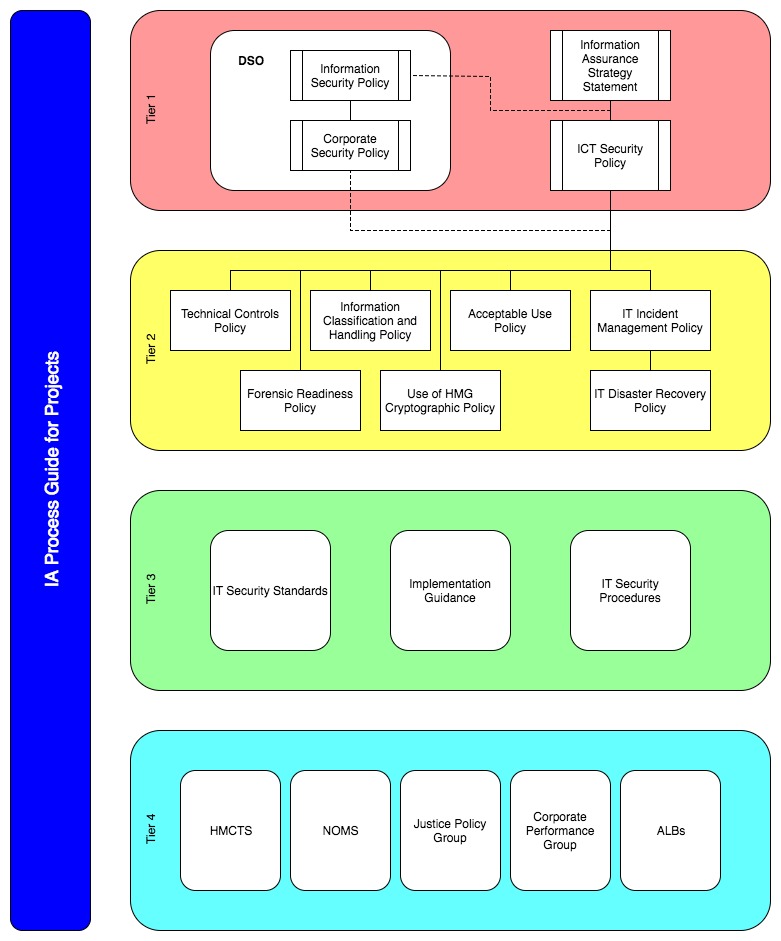 IA Process Guide for Projects
Tier 1
DSO
Information
Security Policy
Corporate
Security Policy
Information
Assurance
Strategy
Statement
ICT Security
Policy
Tier 2
Technical Controls
Policy
Information
Classification and
Handling Policy
Acceptable Use
Policy
IT Incident
Management Policy
Forensic Readiness
Policy
Use of HMG
Cryptographic Policy
IT Disaster Recovery
Policy
Tier 3
IT Security Standards
Implementation
Guidance
IT Security
Procedures
Tier 4
HMCTS
NOMS
Justice Policy
Group
Corporate
Performance
Group
ALBs